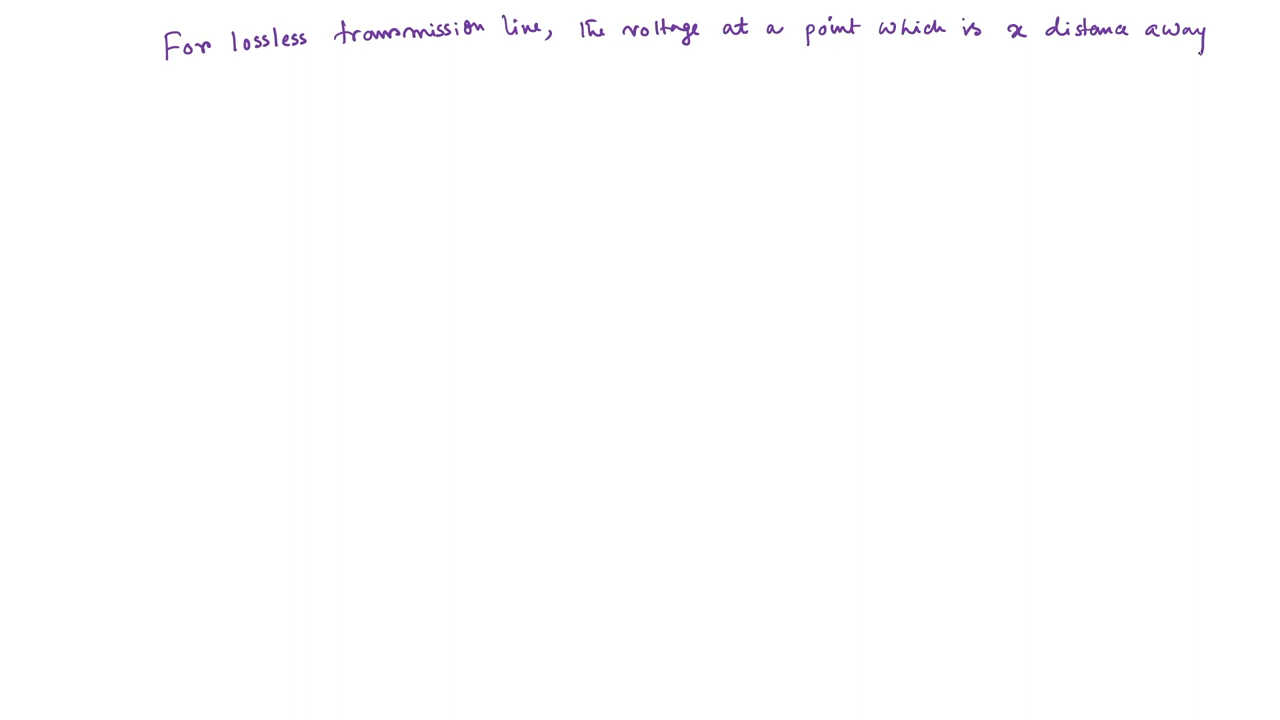 For lossless transmission line, the voltage at a point which is x distance away